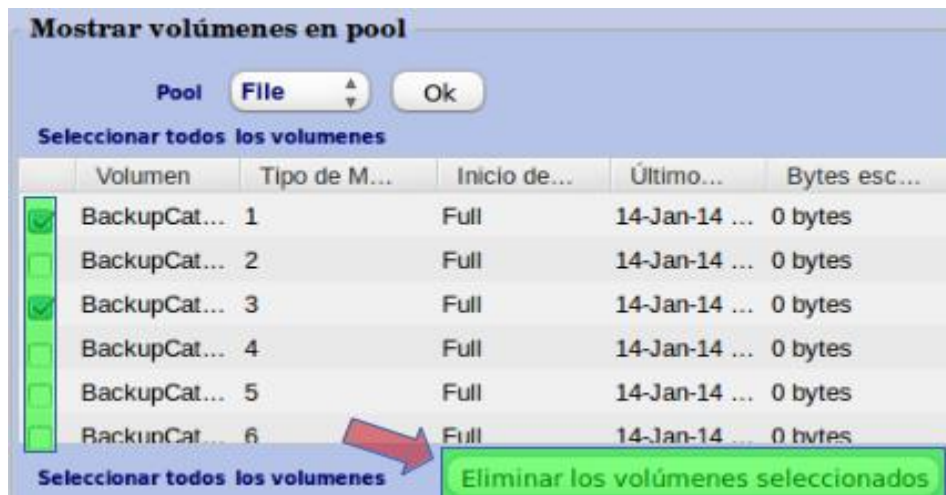 Mostrar volúmenes en pool
Pool File Ok
Seleccionar todos los volumenes
Volumen Tipo de M... Inicio de... Último... Bytes esc...
BackupCat... 1 Full 14-Jan-14 ... 0 bytes
BackupCat... 2 Full 14-Jan-14 ... 0 bytes
BackupCat... 3 Full 14-Jan-14 ... 0 bytes
BackupCat... 4 Full 14-Jan-14 ... 0 bytes
BackupCat... 5 Full 14-Jan-14 ... 0 bytes
BackupCat... 6 Full 14-Jan-14 ... 0 bytes
Seleccionar todos los volumenes Eliminar los volúmenes seleccionados